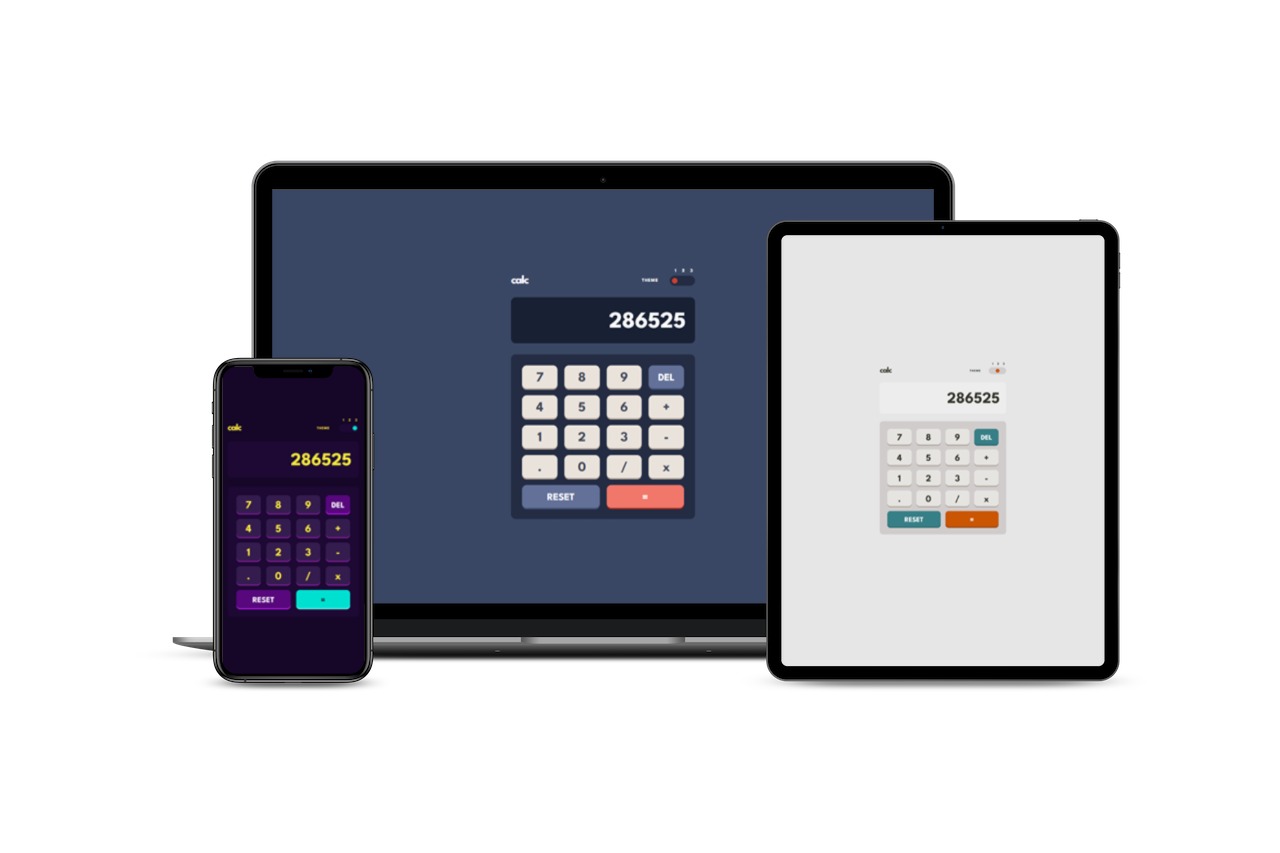 calc
1 2 3
THEME
286525
7 8 9 DEL
4 5 6 +
1 2 3 -
. 0 / x
RESET =
calc
1 2 3
THEME
286525
7 8 9 DEL
4 5 6 +
1 2 3 -
. 0 / x
RESET =
calc
1 2 3
THEME
286525
7 8 9 DEL
4 5 6 +
1 2 3 -
. 0 / x
RESET =